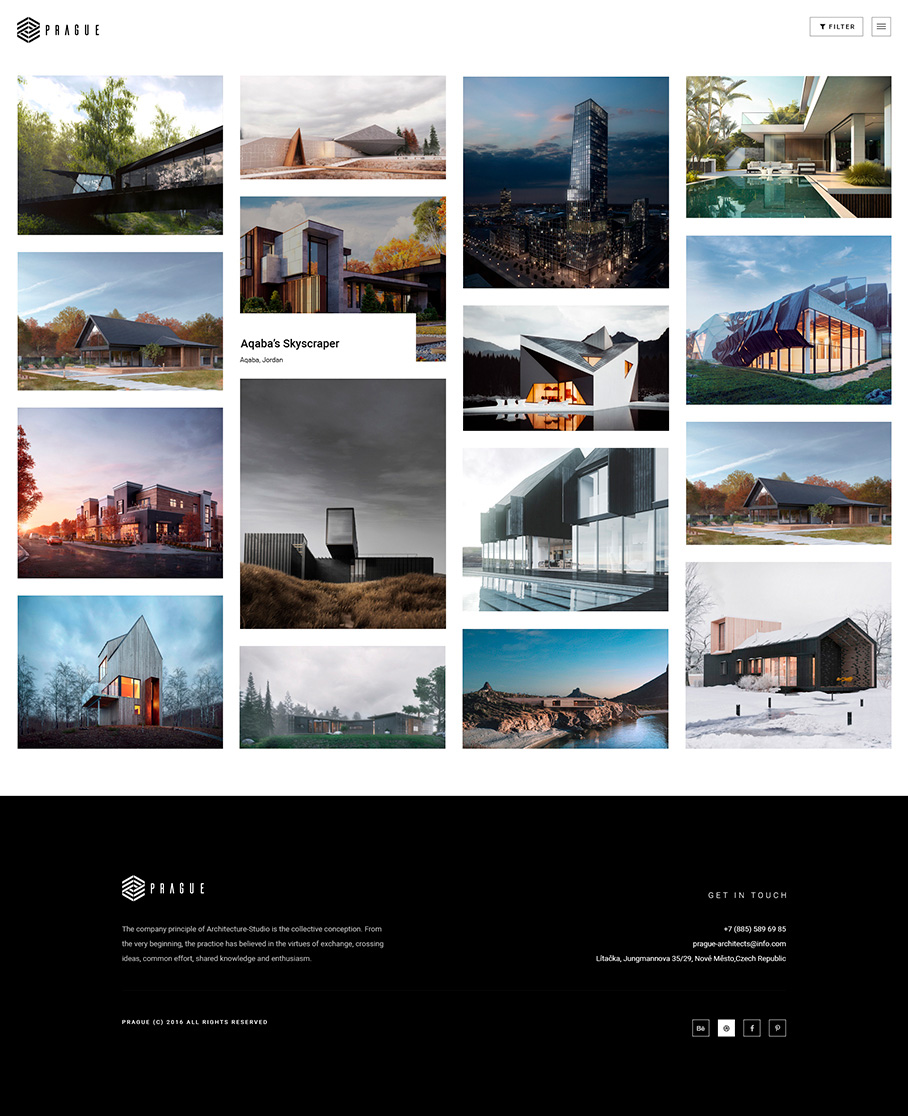 PRAGUE
FILTER
Aqaba's Skyscraper
Aqaba, Jordan
PRAGUE
GET IN TOUCH
The company principle of Architecture-Studio is the collective conception. From
the very beginning, the practice has believed in the virtues of exchange, crossing
ideas, common effort, shared knowledge and enthusiasm.
+7 (885) 589 69 85
prague-architects@info.com
Lítačka, Jungmannova 35/29, Nové Město,Czech Republic
PRAGUE (C) 2016 ALL RIGHTS RESERVED